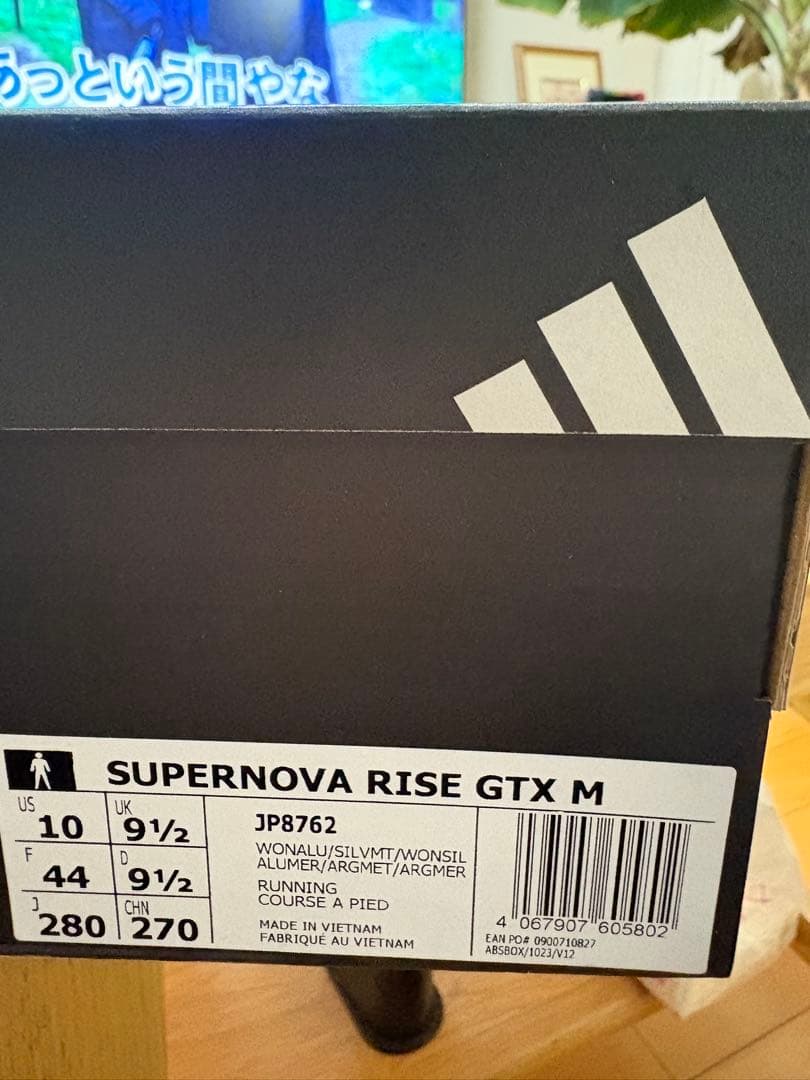 あっという間やな
SUPERNOVA RISE GTX M
US 10
UK 9½
F 44
D 9½
J 280
CHN 270
JP8762
WONALU/SILVMT/WONSIL
ALUMER/ARGMET/ARGMER
RUNNING
COURSE A PIED
MADE IN VIETNAM
FABRIQUÉ AU VIETNAM
4 067907 605802
EAN PO# 0900710827
ABSBOX/1023/V12